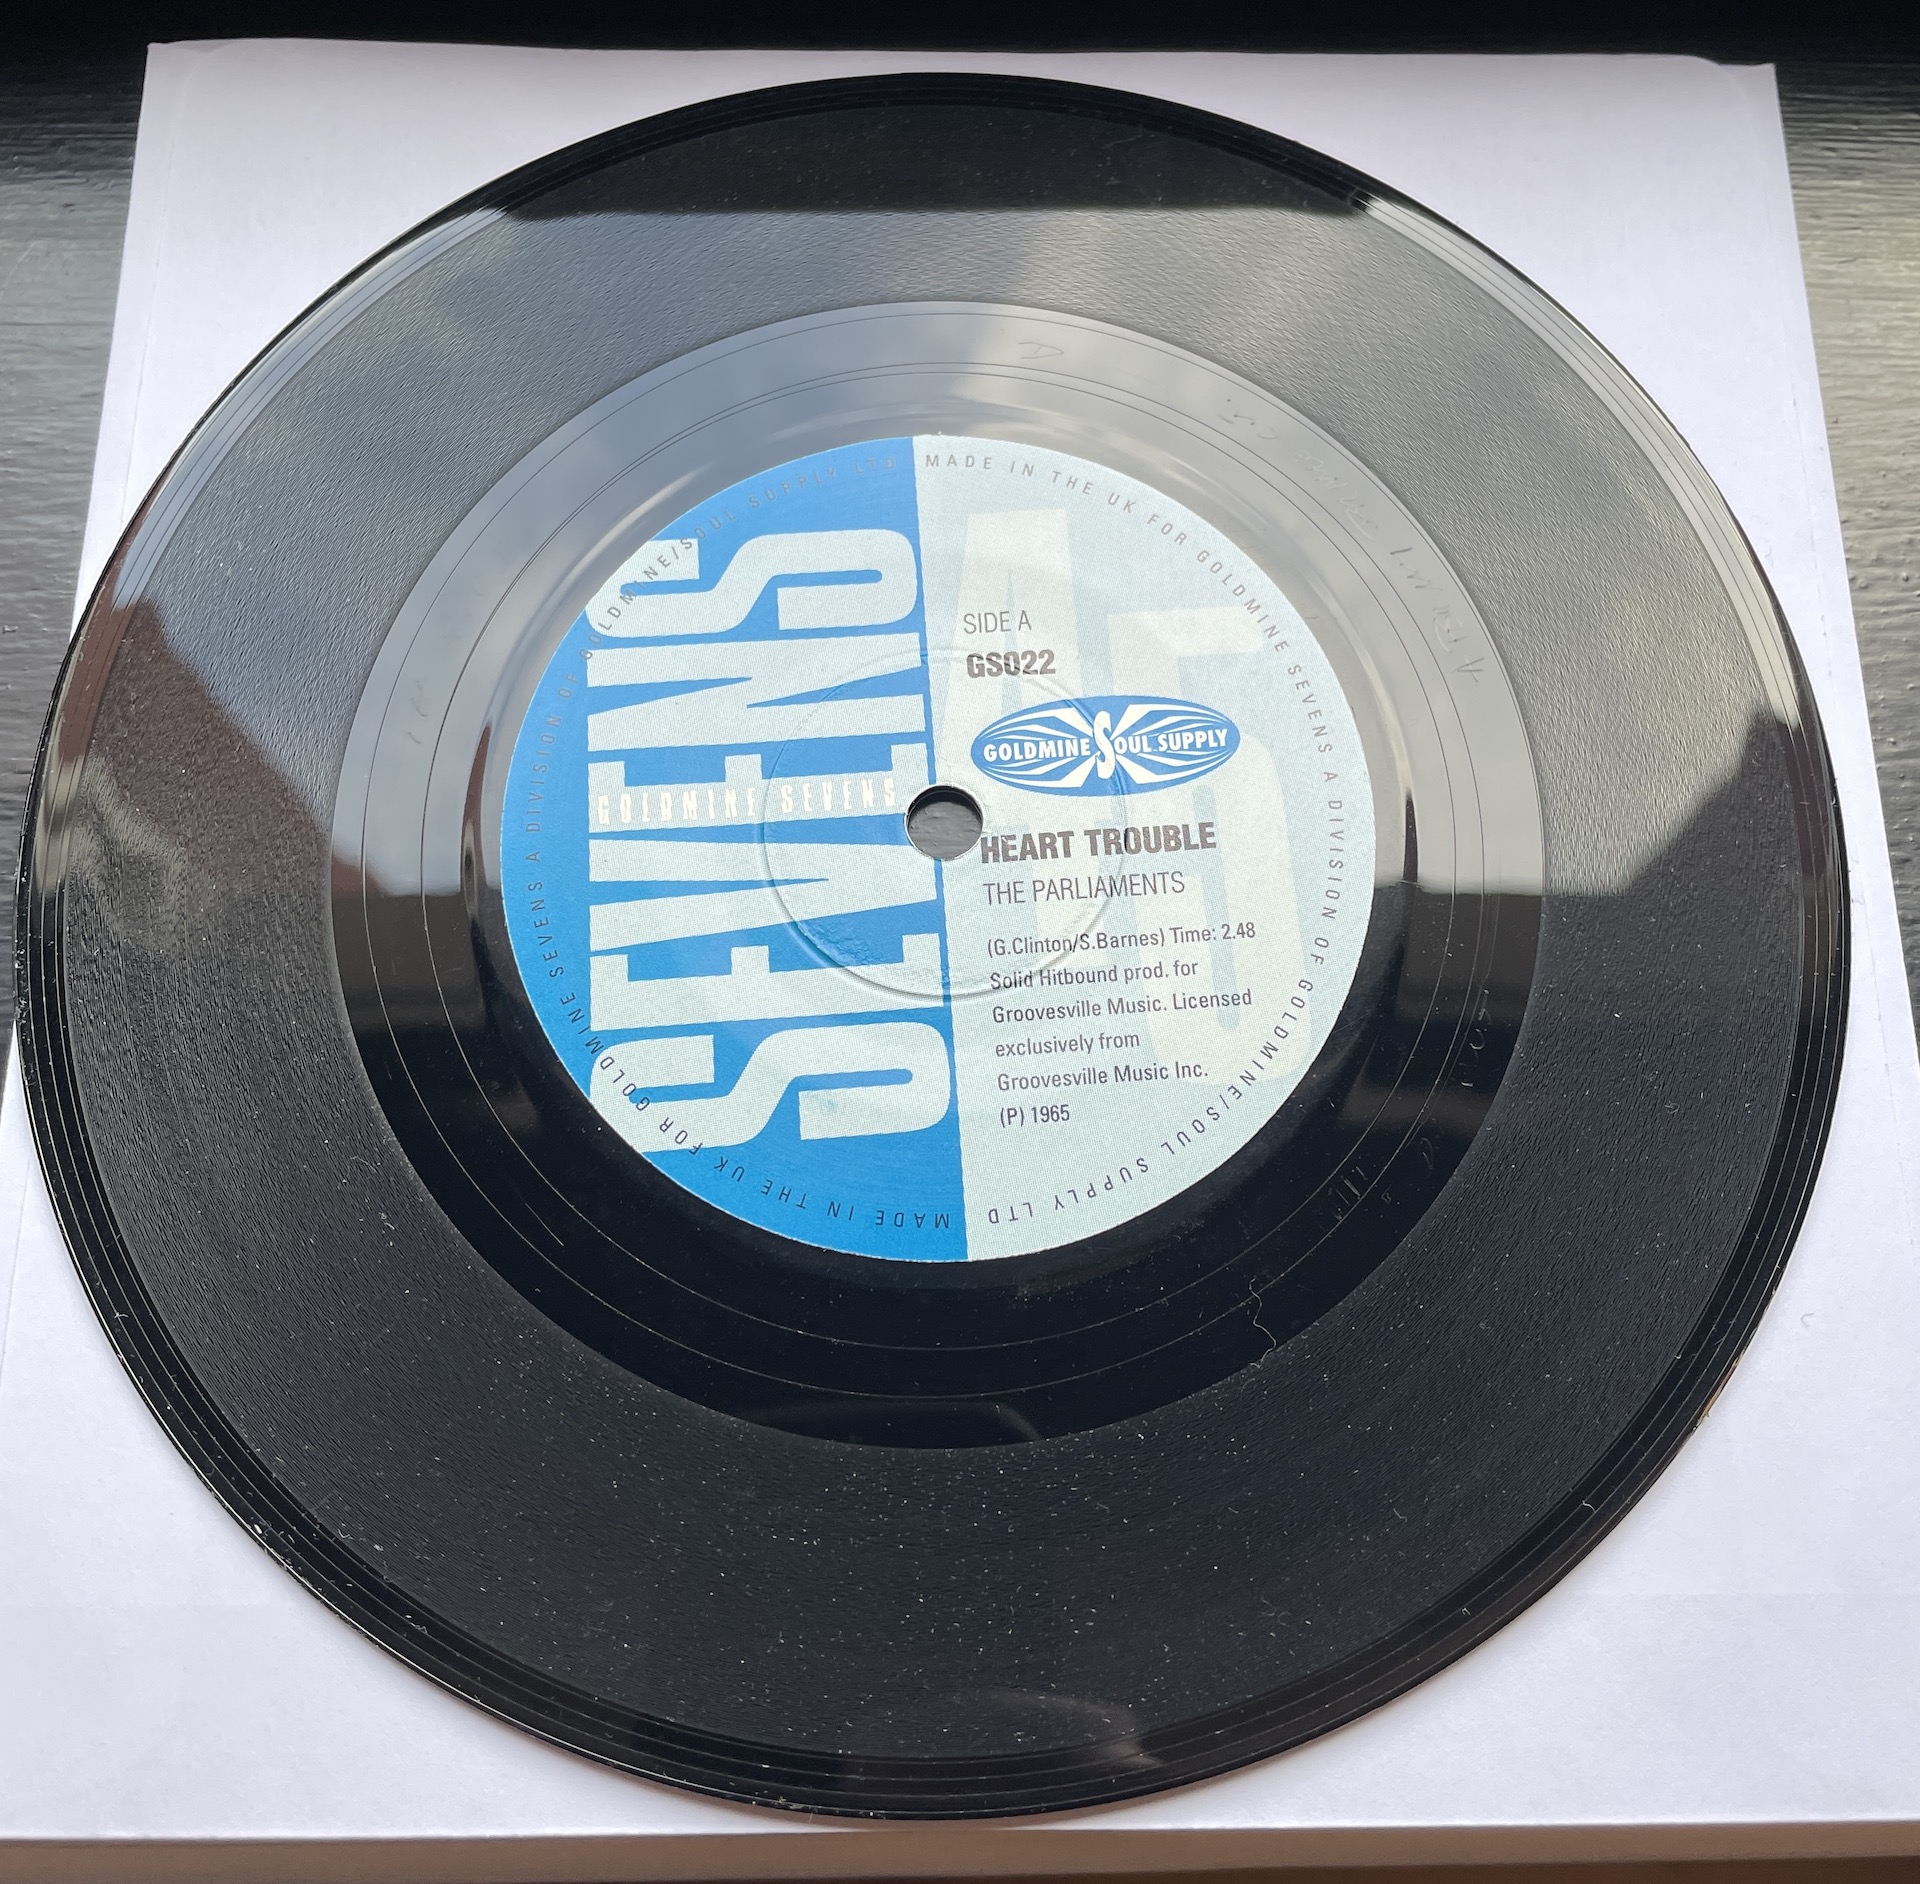 SIDE A
GS022
GOLDMINE SOUL SUPPLY
HEART TROUBLE
THE PARLIAMENTS
(G.Clinton/S.Barnes) Time: 2.48
Solid Hitbound prod. for
Groovesville Music. Licensed
exclusively from
Groovesville Music Inc.
(P) 1965
SEVENS
GOLDMINE SEVENS
45
MADE IN THE UK FOR GOLDMINE SEVENS A DIVISION OF GOLDMINE/SOUL SUPPLY LTD
MADE IN THE UK FOR GOLDMINE SEVENS A DIVISION OF GOLDMINE/SOUL SUPPLY LTD